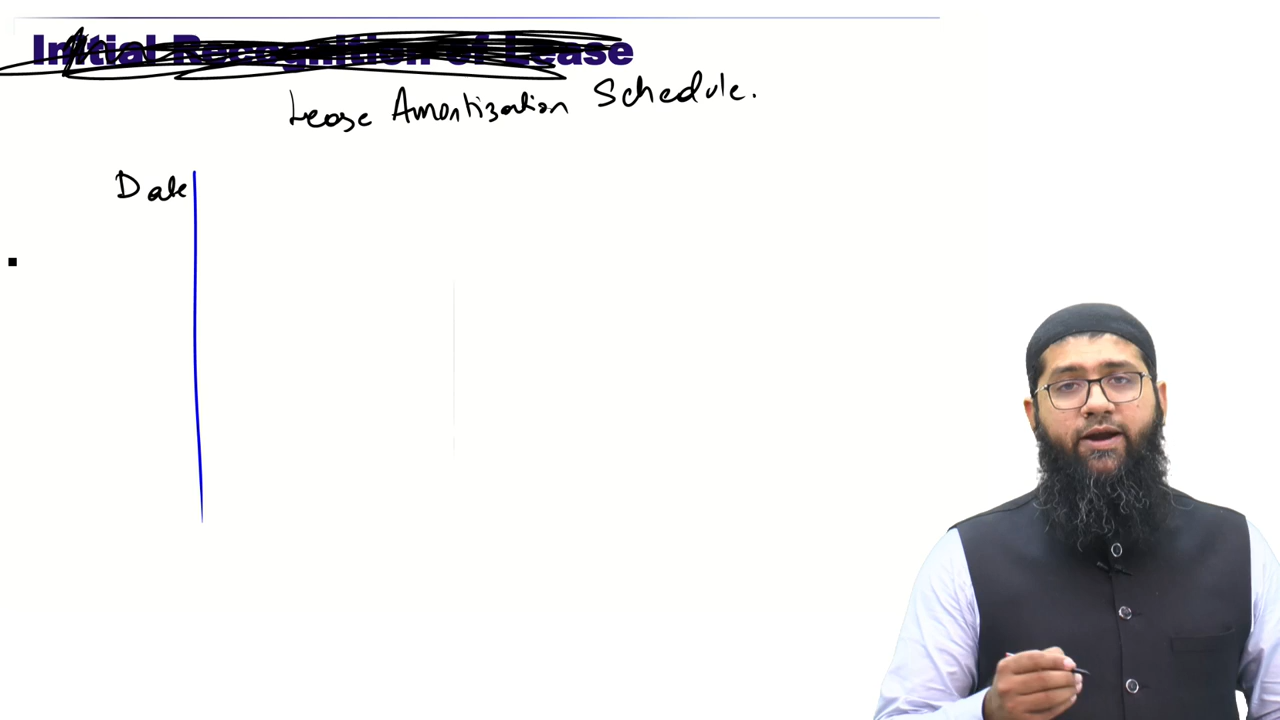 Initial Recognition of Lease
Lease Amortization Schedule.
Date